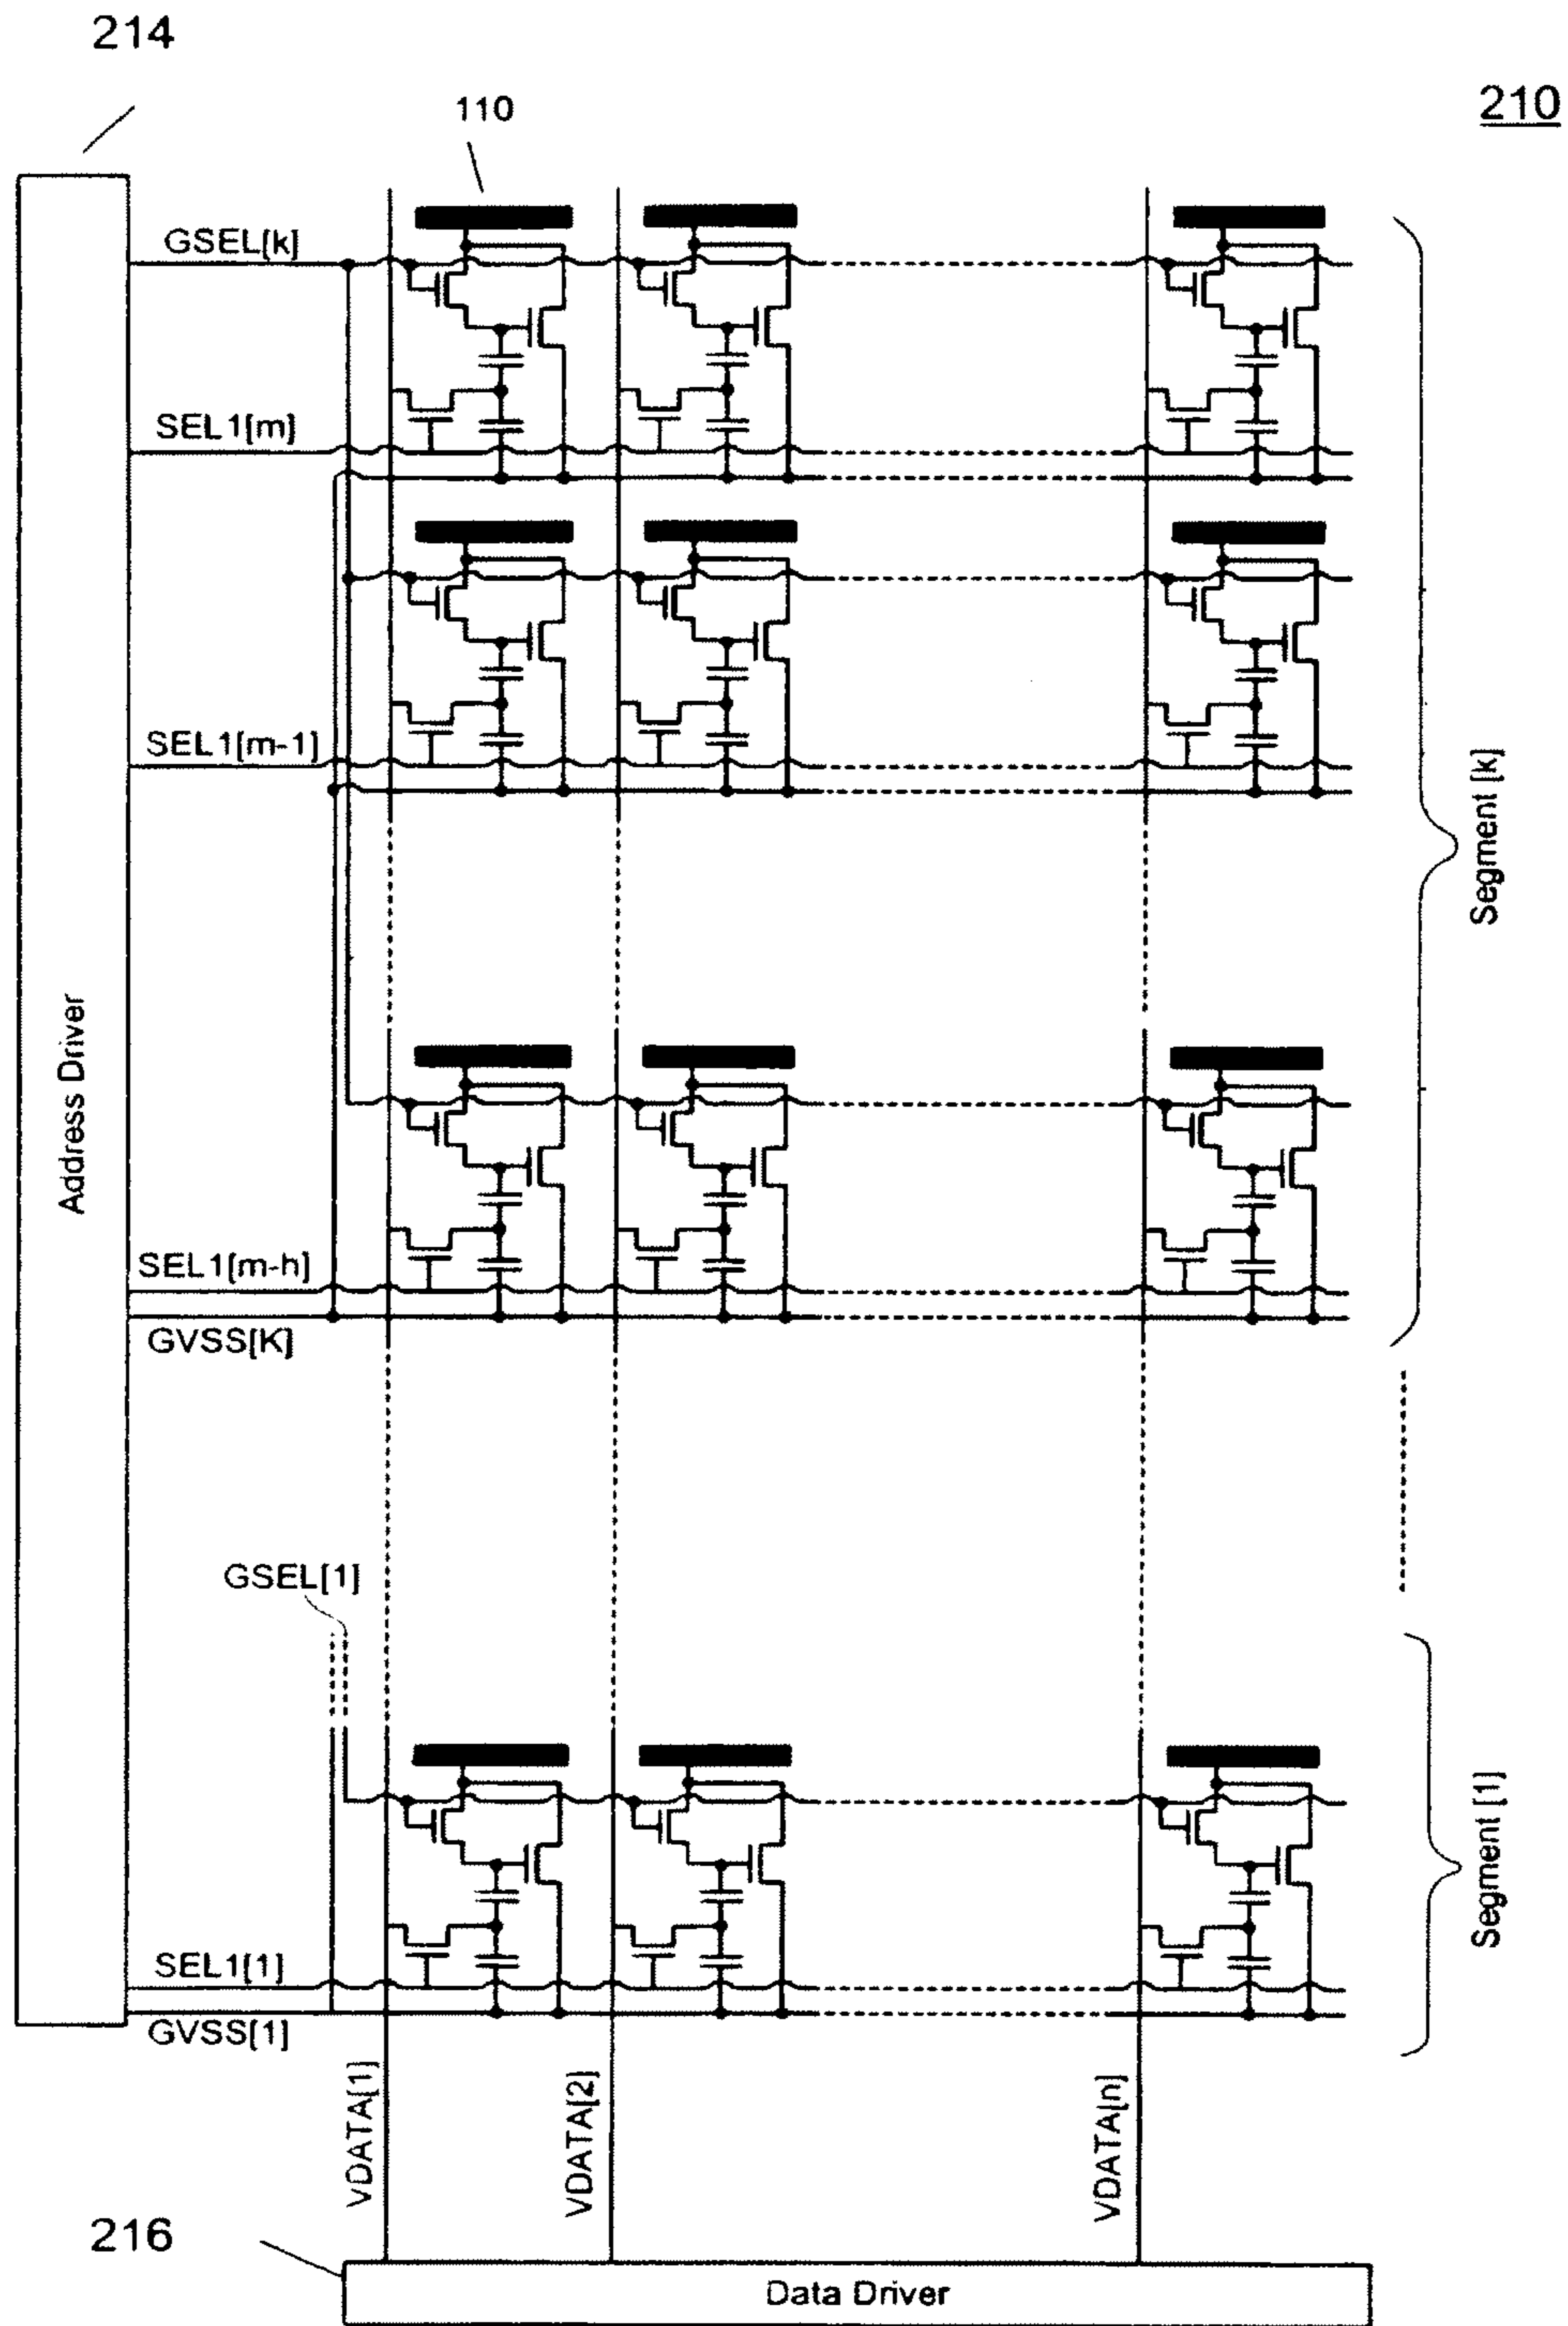 214
110
210
GSEL[k]
SEL1[m]
SEL1[m-1]
Segment [k]
Address Driver
SEL1[m-h]
GVSS[K]
GSEL[1]
Segment [1]
SEL1[1]
GVSS[1]
VDATA[1]
VDATA[2]
VDATA[n]
216
Data Driver